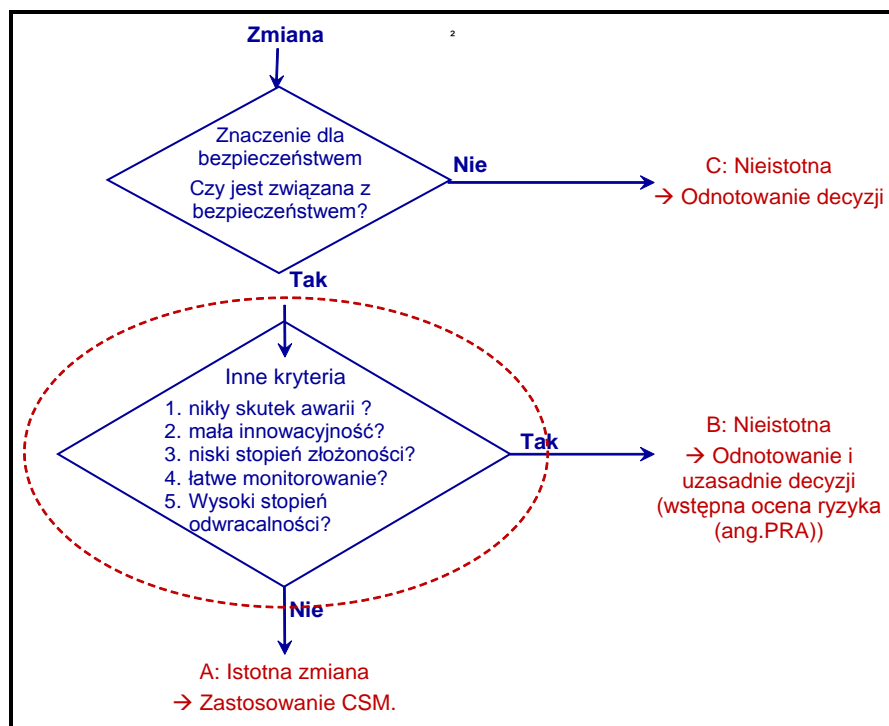 Zmiana
²
Znaczenie dla
bezpieczeństwem
Czy jest związana z
bezpieczeństwem?
Nie
C: Nieistotna
→ Odnotowanie decyzji
Tak
Inne kryteria
1. nikły skutek awarii ?
2. mała innowacyjność?
3. niski stopień złożoności?
4. łatwe monitorowanie?
5. Wysoki stopień
odwracalności?
Tak
B: Nieistotna
→ Odnotowanie i
uzasadnie decyzji
(wstępna ocena ryzyka
(ang.PRA))
Nie
A: Istotna zmiana
→ Zastosowanie CSM.